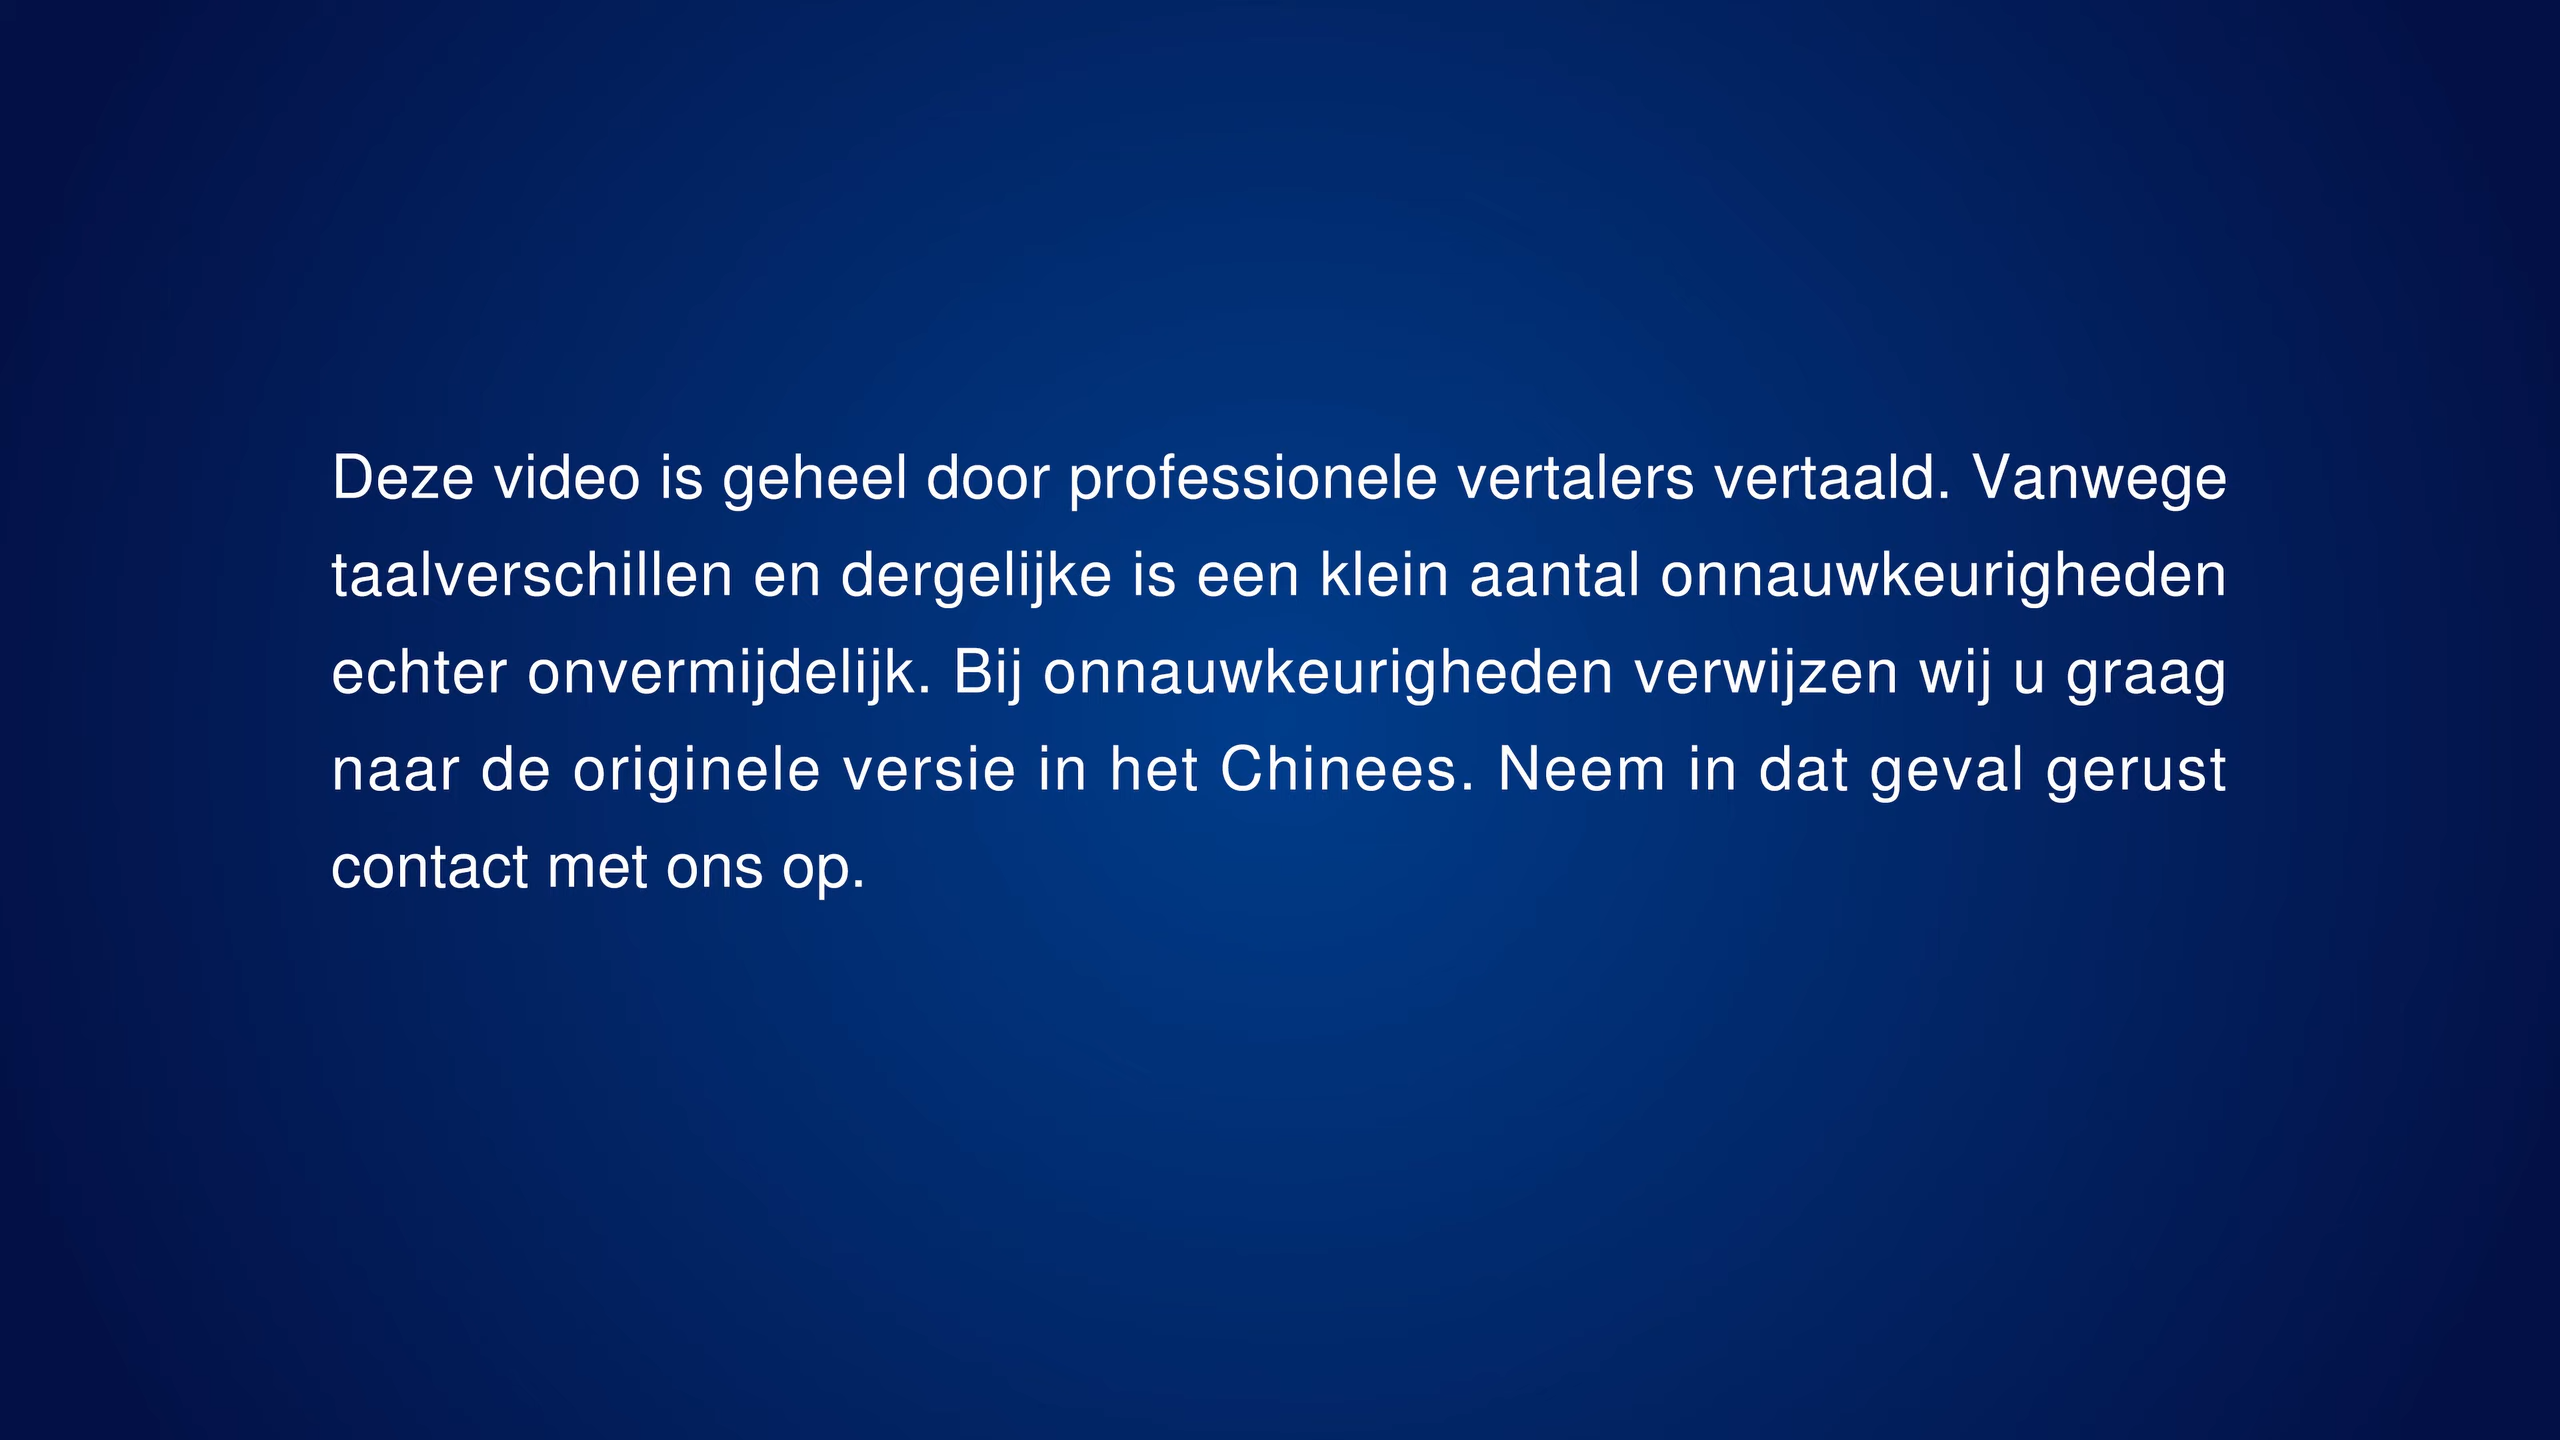 Deze video is geheel door professionele vertalers vertaald. Vanwege
taalverschillen en dergelijke is een klein aantal onnauwkeurigheden
echter onvermijdelijk. Bij onnauwkeurigheden verwijzen wij u graag
naar de originele versie in het Chinees. Neem in dat geval gerust
contact met ons op.